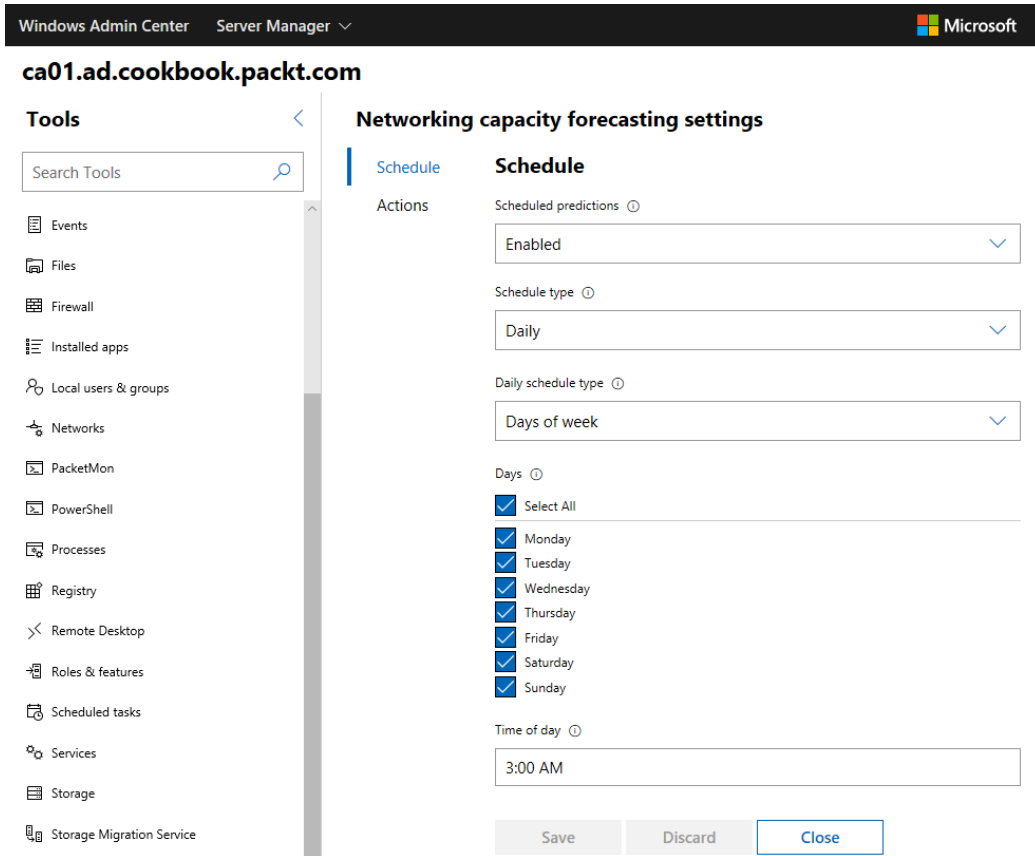 Windows Admin Center Server Manager Microsoft
ca01.ad.cookbook.packt.com
Tools
Search Tools
Events
Files
Firewall
Installed apps
Local users & groups
Networks
PacketMon
PowerShell
Processes
Registry
Remote Desktop
Roles & features
Scheduled tasks
Services
Storage
Storage Migration Service
Networking capacity forecasting settings
Schedule
Actions
Schedule
Scheduled predictions
Enabled
Schedule type
Daily
Daily schedule type
Days of week
Days
Select All
Monday
Tuesday
Wednesday
Thursday
Friday
Saturday
Sunday
Time of day
3:00 AM
Save Discard Close